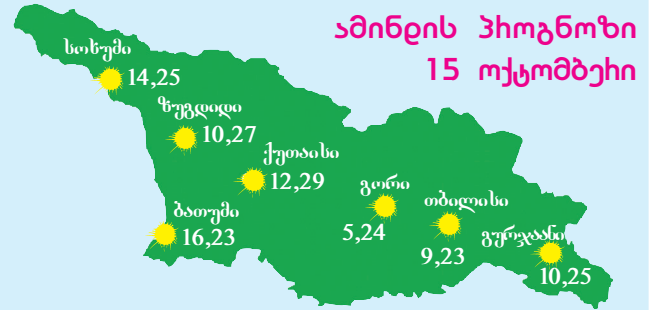 ამინდის პროგნოზი
15 ოქტომბერი
სოხუმი
14,25
ზუგდიდი
10,27
ქუთაისი
12,29
გორი
5,24
თბილისი
9,23
ბათუმი
16,23
გურჯაანი
10,25